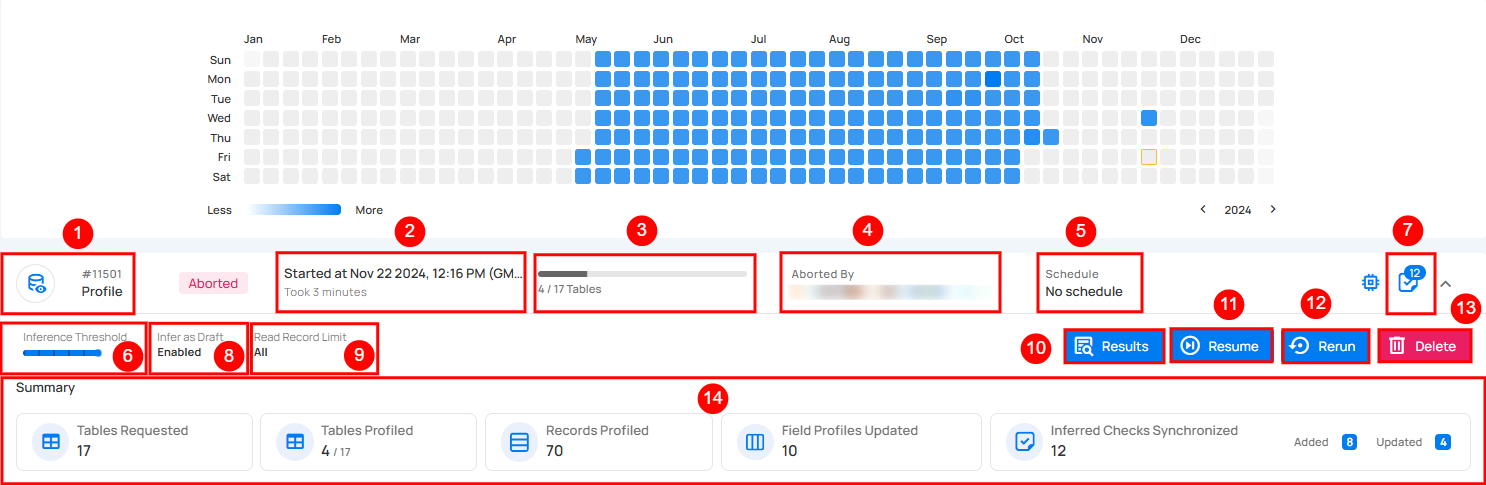 Jan Feb Mar Apr May Jun Jul Aug Sep Oct Nov Dec
Sun
Mon
Tue
Wed
Thu
Fri
Sat
Less More
2024
1 2 3 4 5 7
#11501
Profile
Aborted
Started at Nov 22 2024, 12:16 PM (GM...
Took 3 minutes
4 / 17 Tables
Aborted By
Schedule
No schedule
12
Inference Threshold
6
Infer as Draft
Enabled
8
Read Record Limit
All
9
10 11 12 13
Results Resume Rerun Delete
Summary
14
Tables Requested
17
Tables Profiled
4 / 17
Records Profiled
70
Field Profiles Updated
10
Inferred Checks Synchronized
12
Added 8 Updated 4